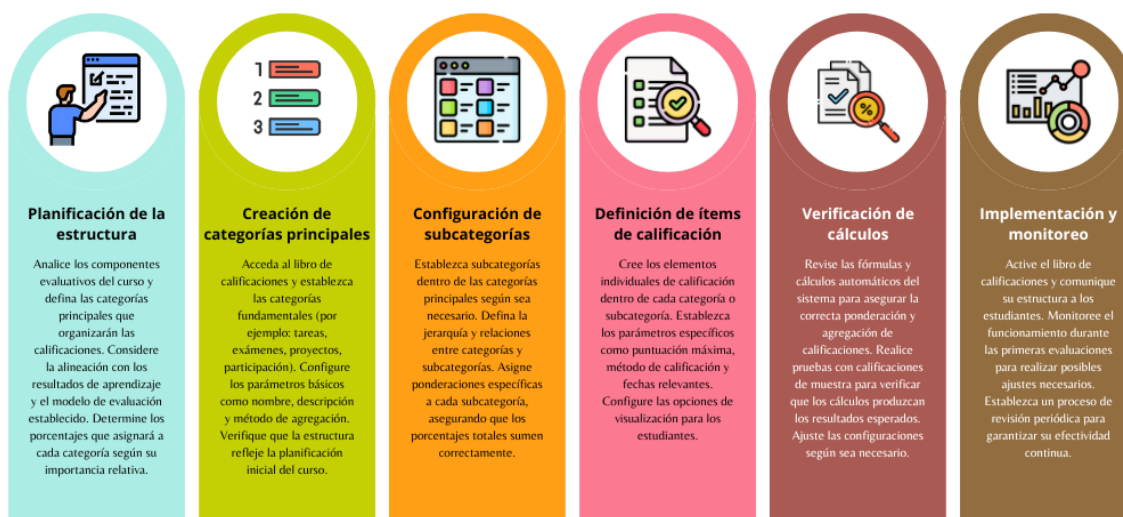 1
2
3
Planificación de la
estructura
Analice los componentes
evaluativos del curso y
defina las categorías
principales que
organizarán las
calificaciones. Considere
la alineación con los
resultados de aprendizaje
y el modelo de evaluación
establecido. Determine los
porcentajes que asignará a
cada categoría según su
importancia relativa.
Creación de
categorías principales
Acceda al libro de
calificaciones y establezca
las categorías
fundamentales (por
ejemplo: tareas,
exámenes, proyectos,
participación). Configure
los parámetros básicos
como nombre, descripción
y método de agregación.
Verifique que la estructura
refleje la planificación
inicial del curso.
Configuración de
subcategorías
Establezca subcategorías
dentro de las categorías
principales según sea
necesario. Defina la
jerarquía y relaciones
entre categorías y
subcategorías. Asigne
ponderaciones específicas
a cada subcategoría,
asegurando que los
porcentajes totales sumen
correctamente.
Definición de ítems
de calificación
Cree los elementos
individuales de calificación
dentro de cada categoría o
subcategoría. Establezca
los parámetros específicos
como puntuación máxima,
método de calificación y
fechas relevantes.
Configure las opciones de
visualización para los
estudiantes.
%
Verificación de
cálculos
Revise las fórmulas y
cálculos automáticos del
sistema para asegurar la
correcta ponderación y
agregación de
calificaciones. Realice
pruebas con calificaciones
de muestra para verificar
que los cálculos produzcan
los resultados esperados.
Ajuste las configuraciones
según sea necesario.
Implementación y
monitoreo
Active el libro de
calificaciones y comunique
su estructura a los
estudiantes. Monitoree el
funcionamiento durante
las primeras evaluaciones
para realizar posibles
ajustes necesarios.
Establezca un proceso de
revisión periódica para
garantizar su efectividad
continua.